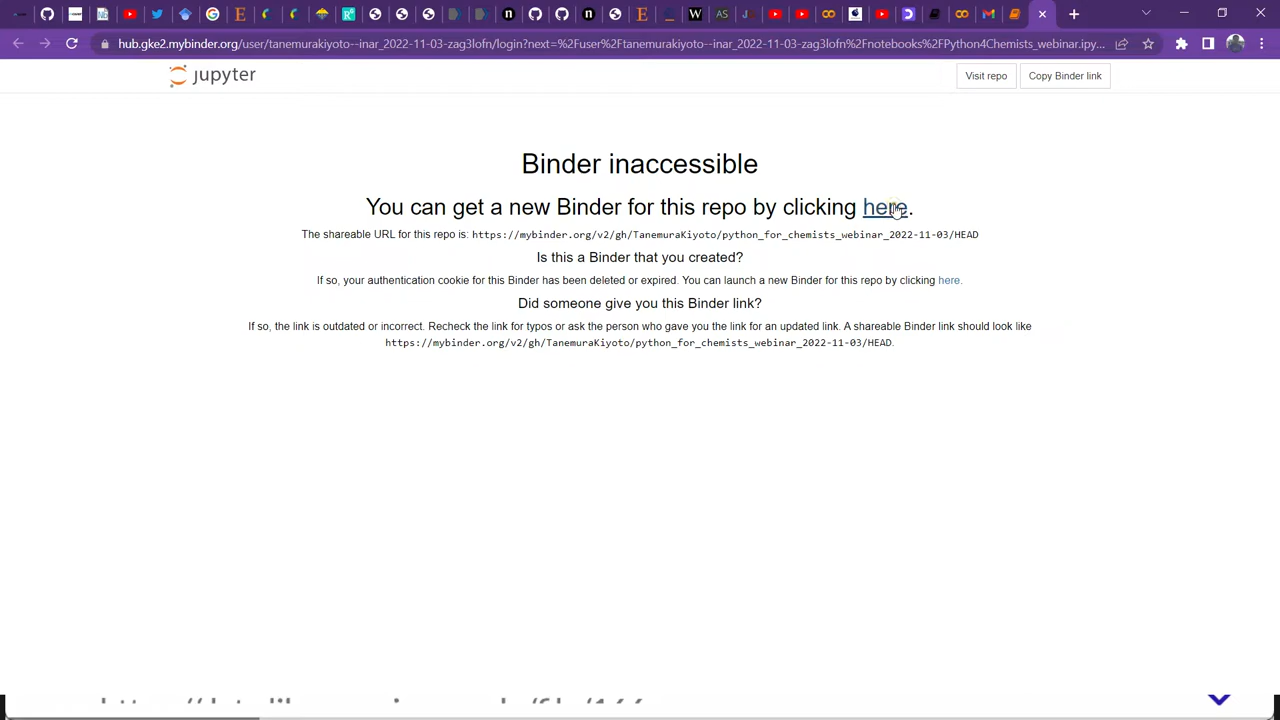 hub.gke2.mybinder.org/user/tanemurakiyoto--inar_2022-11-03-zag3lofn/login?next=%2Fuser%2Ftanemurakiyoto--inar_2022-11-03-zag3lofn%2Fnotebooks%2FPython4Chemists_webinar.ipy...
jupyter
Visit repo
Copy Binder link
Binder inaccessible
You can get a new Binder for this repo by clicking here.
The shareable URL for this repo is: https://mybinder.org/v2/gh/TanemuraKiyoto/python_for_chemists_webinar_2022-11-03/HEAD
Is this a Binder that you created?
If so, your authentication cookie for this Binder has been deleted or expired. You can launch a new Binder for this repo by clicking here.
Did someone give you this Binder link?
If so, the link is outdated or incorrect. Recheck the link for typos or ask the person who gave you the link for an updated link. A shareable Binder link should look like
https://mybinder.org/v2/gh/TanemuraKiyoto/python_for_chemists_webinar_2022-11-03/HEAD.